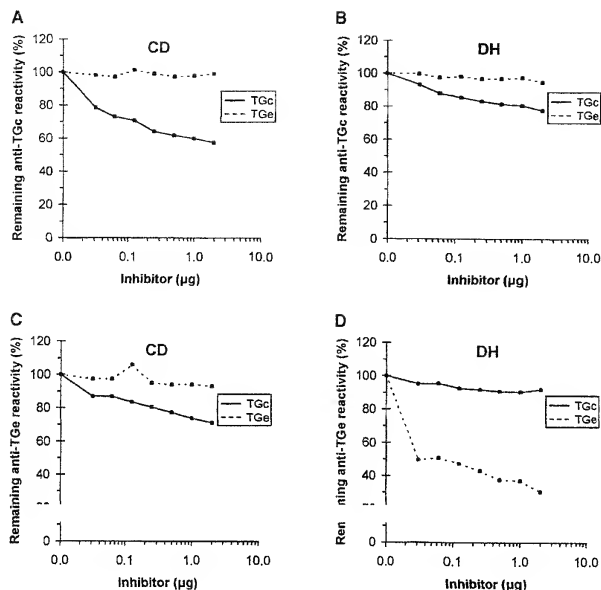 A
CD
Remaining anti-TGc reactivity (%)
120
100
80
60
40
20
0
TGc
TGe
0.0 0.1 1.0 10.0
Inhibitor (µg)
B
DH
Remaining anti-TGc reactivity (%)
120
100
80
60
40
20
0
TGc
TGe
0.0 0.1 1.0 10.0
Inhibitor (µg)
C
CD
Remaining anti-TGe reactivity (%)
120
100
80
60
40
0
TGc
TGe
0.0 0.1 1.0 10.0
Inhibitor (µg)
D
DH
Ren ning anti-TGe reactivity (%)
120
100
80
60
40
0
TGc
TGe
0.0 0.1 1.0 10.0
Inhibitor (µg)